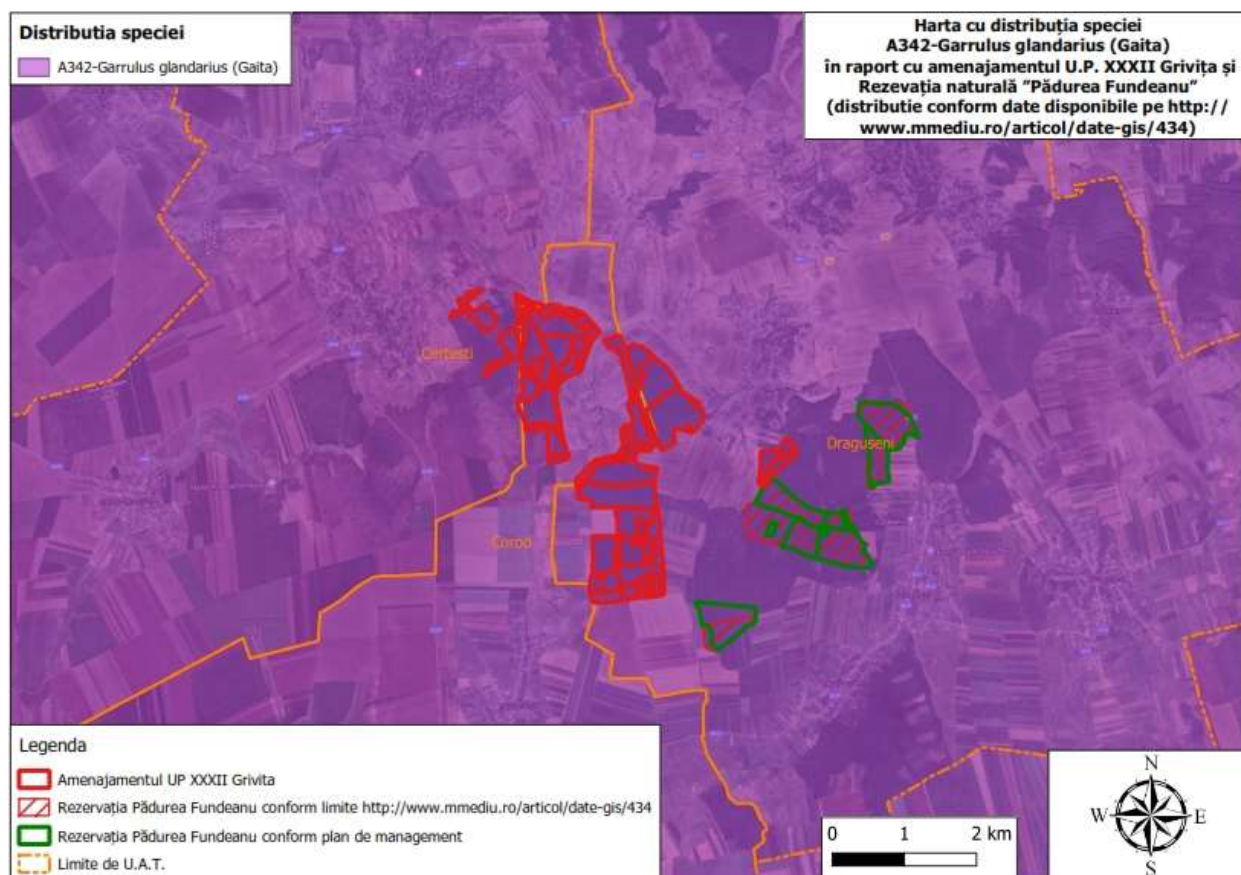 Distributia speciei
A342-Garrulus glandarius (Gaita)
Harta cu distribuția speciei
A342-Garrulus glandarius (Gaita)
în raport cu amenajamentul U.P. XXXII Grivița și
Rezevația naturală "Pădurea Fundeanu"
(distributie conform date disponibile pe http://
www.mmediu.ro/articol/date-gis/434)
Certesti
Draguseni
Corod
Legenda
Amenajamentul UP XXXII Grivita
Rezervația Pădurea Fundeanu conform limite http://www.mmediu.ro/articol/date-gis/434
Rezervația Pădurea Fundeanu conform plan de management
Limite de U.A.T.
0 1 2 km
N
W E
S